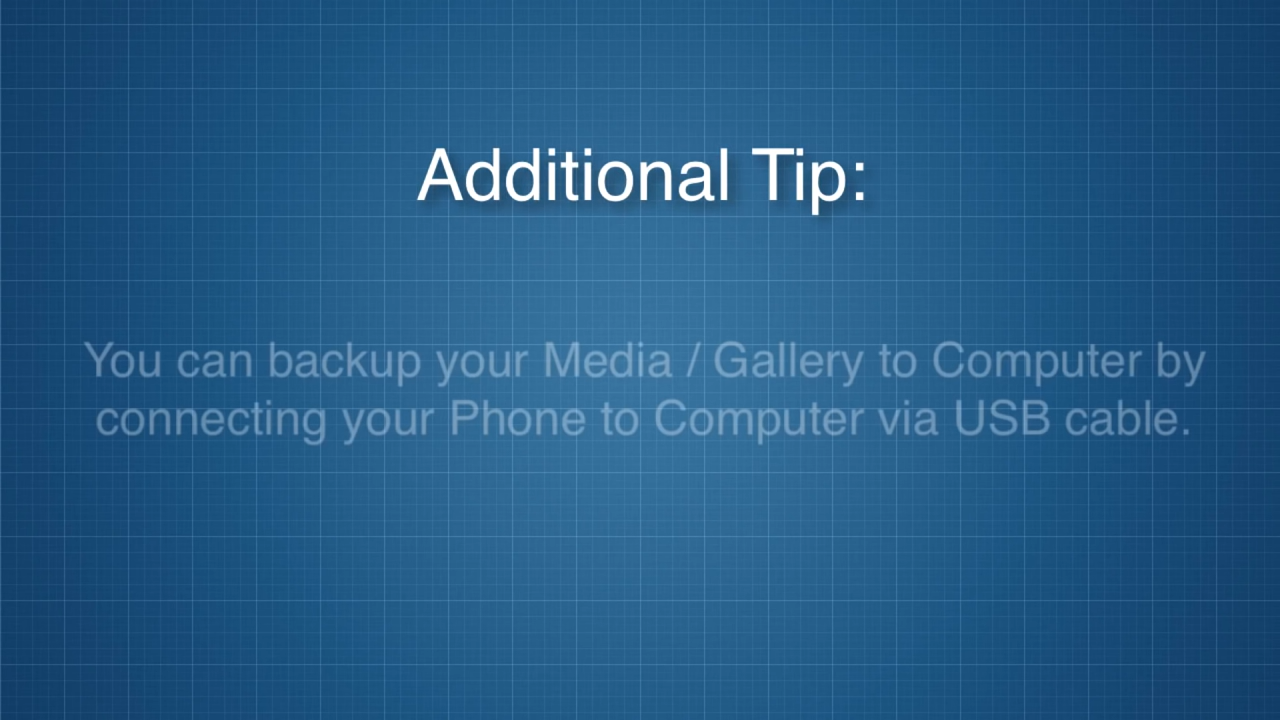 Additional Tip:
You can backup your Media / Gallery to Computer by
connecting your Phone to Computer via USB cable.